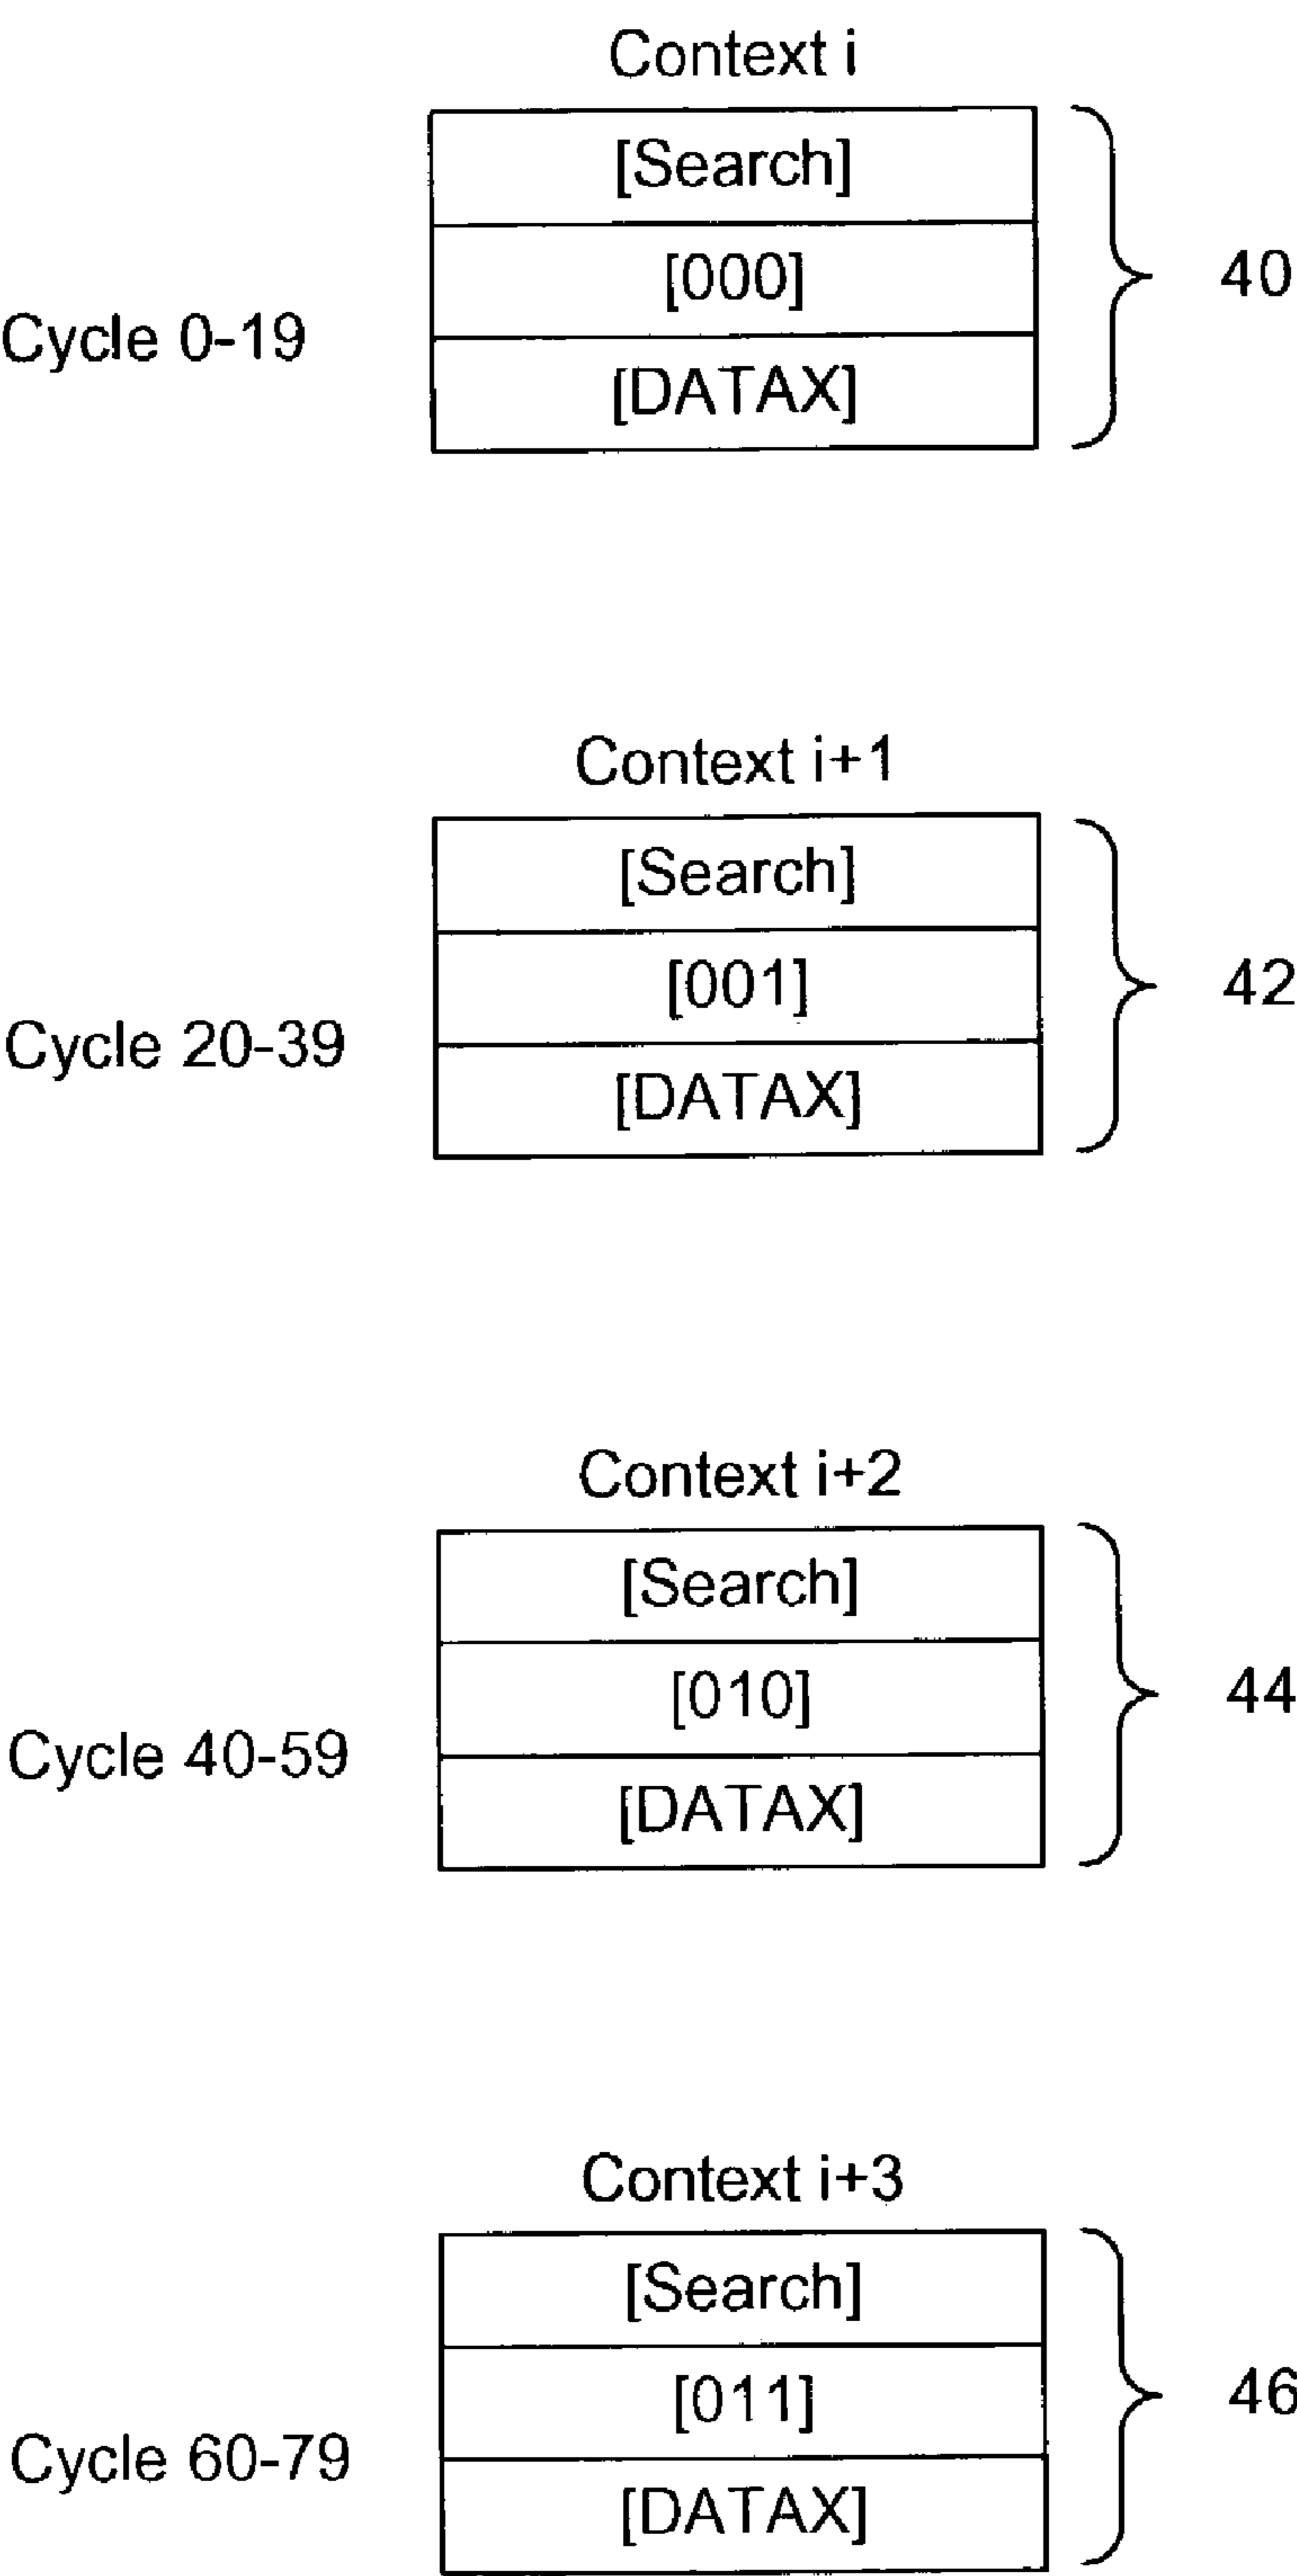 Context i
[Search]
[000]
40
Cycle 0-19
[DATAX]
Context i+1
[Search]
[001]
42
Cycle 20-39
[DATAX]
Context i+2
[Search]
[010]
44
Cycle 40-59
[DATAX]
Context i+3
[Search]
[011]
46
Cycle 60-79
[DATAX]